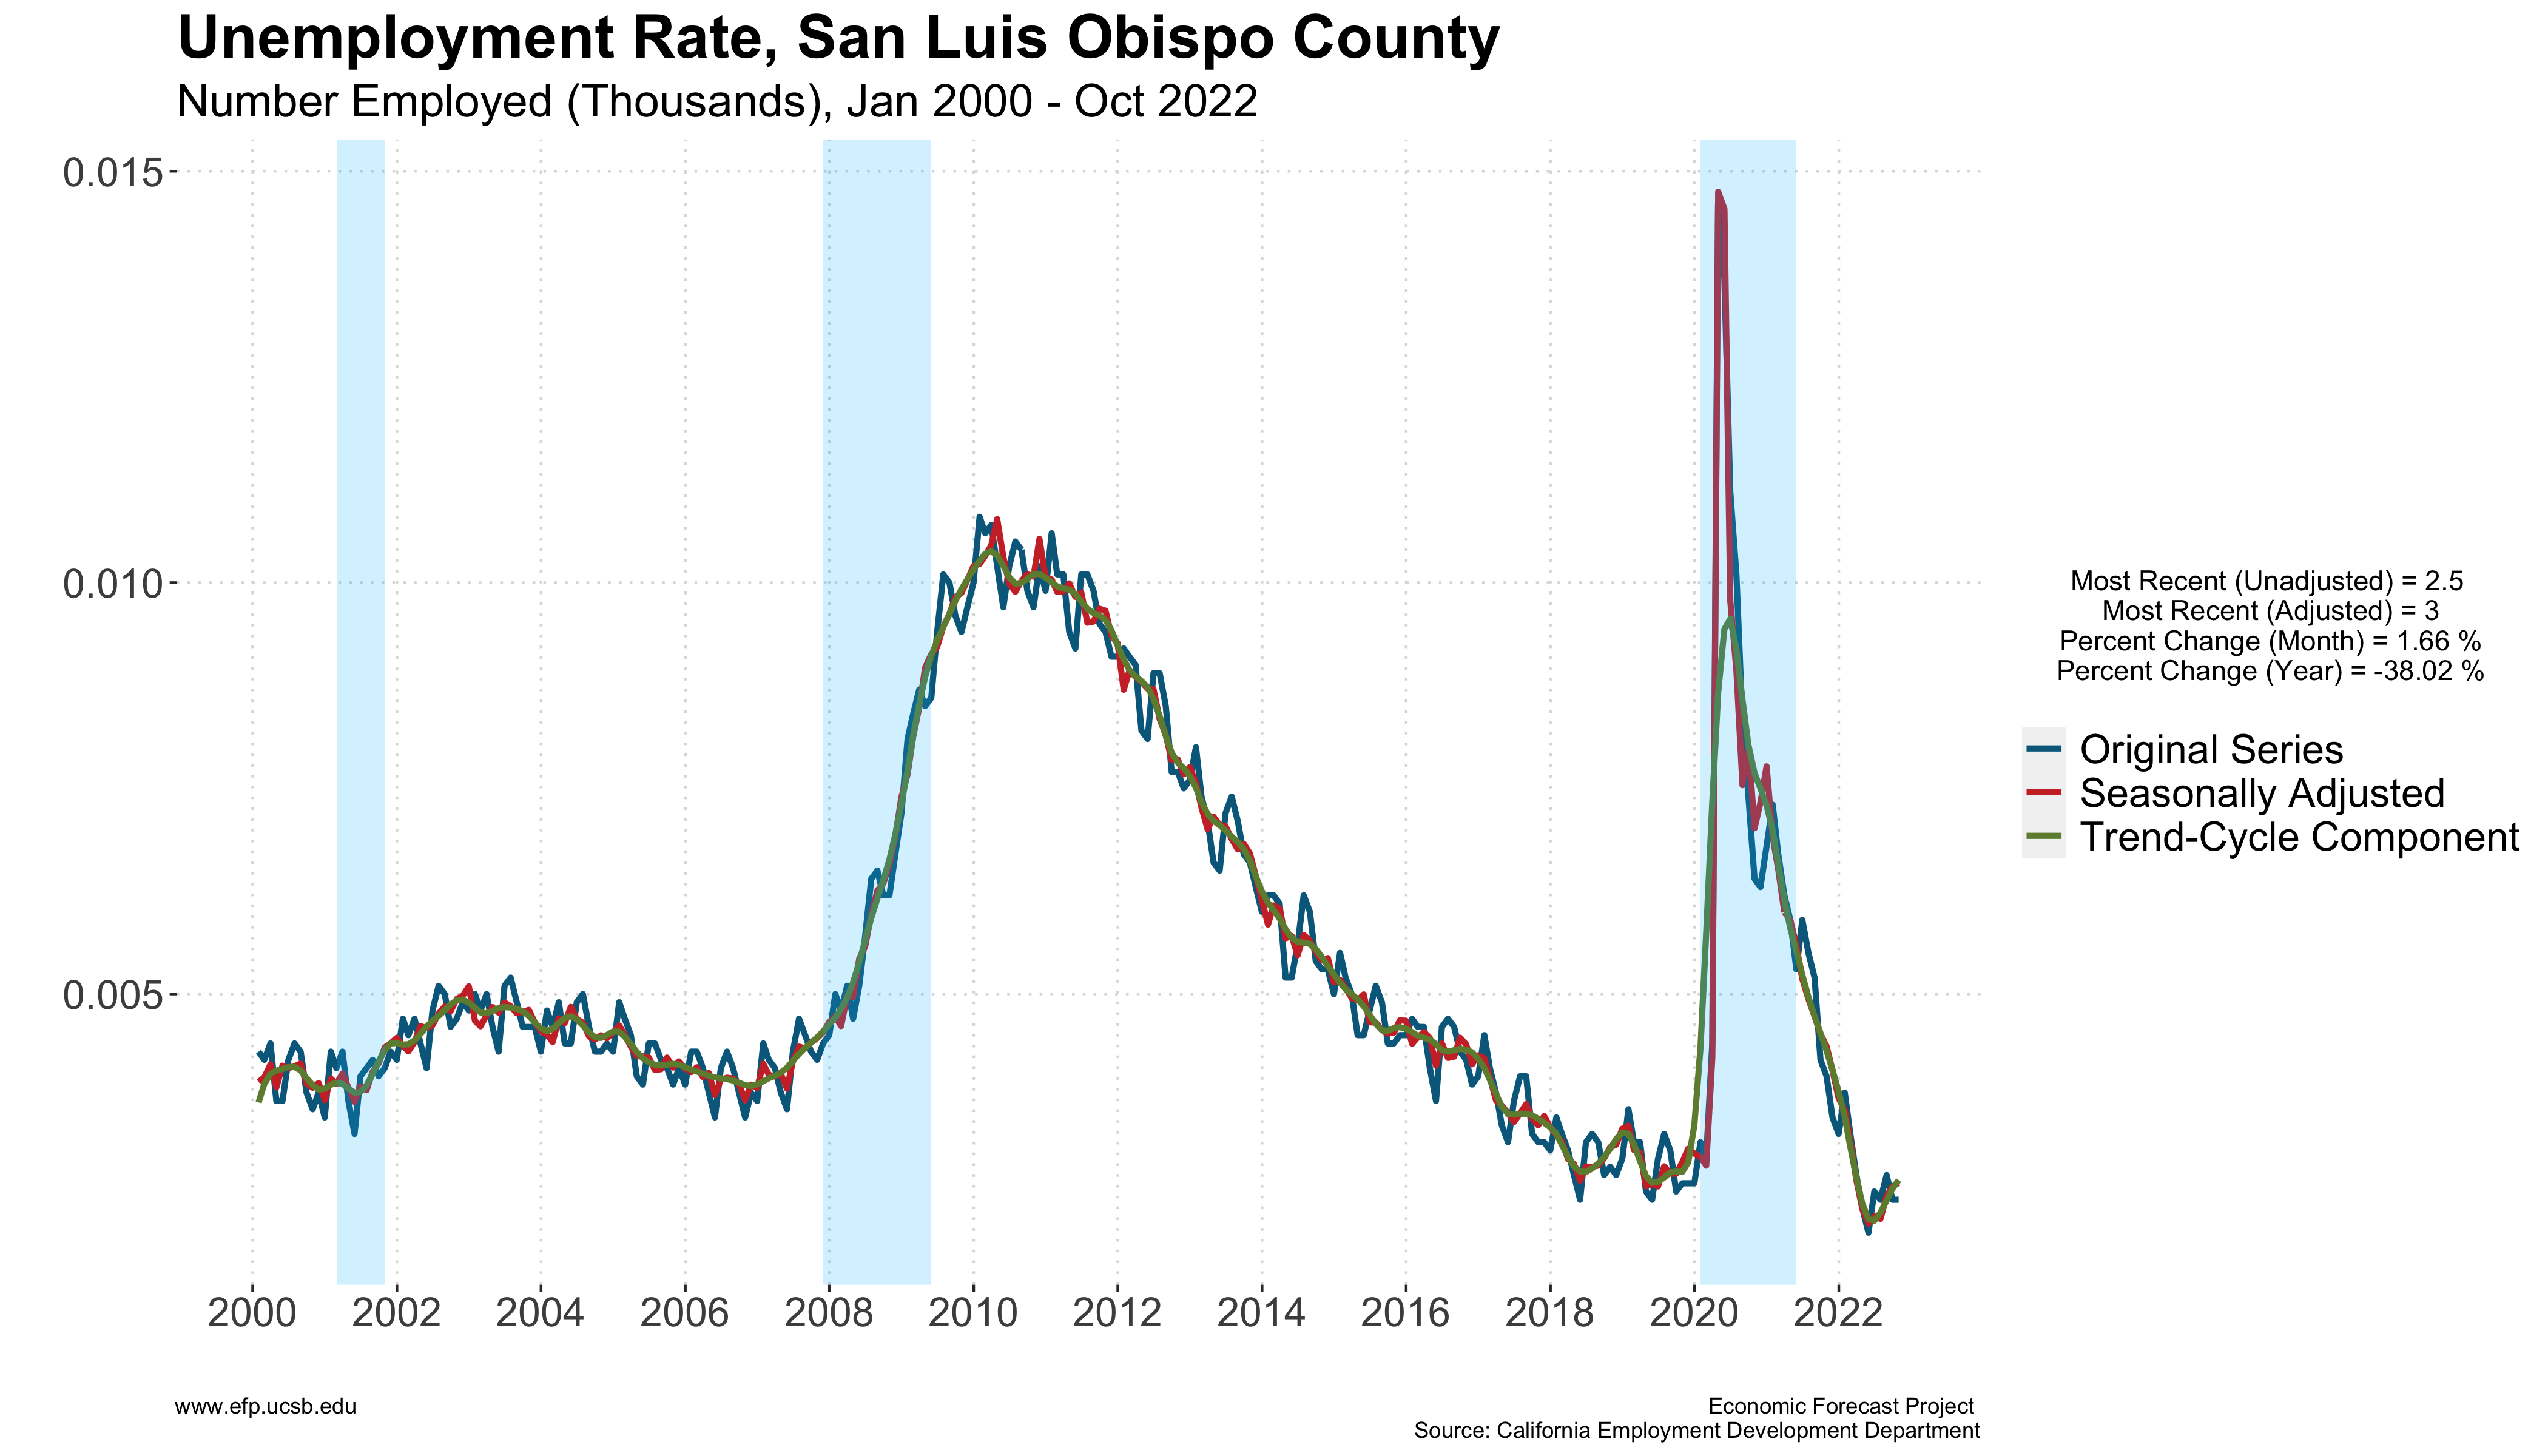 Unemployment Rate, San Luis Obispo County
Number Employed (Thousands), Jan 2000 - Oct 2022
0.015
0.010
0.005
2000 2002 2004 2006 2008 2010 2012 2014 2016 2018 2020 2022
Most Recent (Unadjusted) = 2.5
Most Recent (Adjusted) = 3
Percent Change (Month) = 1.66 %
Percent Change (Year) = -38.02 %
Original Series
Seasonally Adjusted
Trend-Cycle Component
www.efp.ucsb.edu
Economic Forecast Project
Source: California Employment Development Department